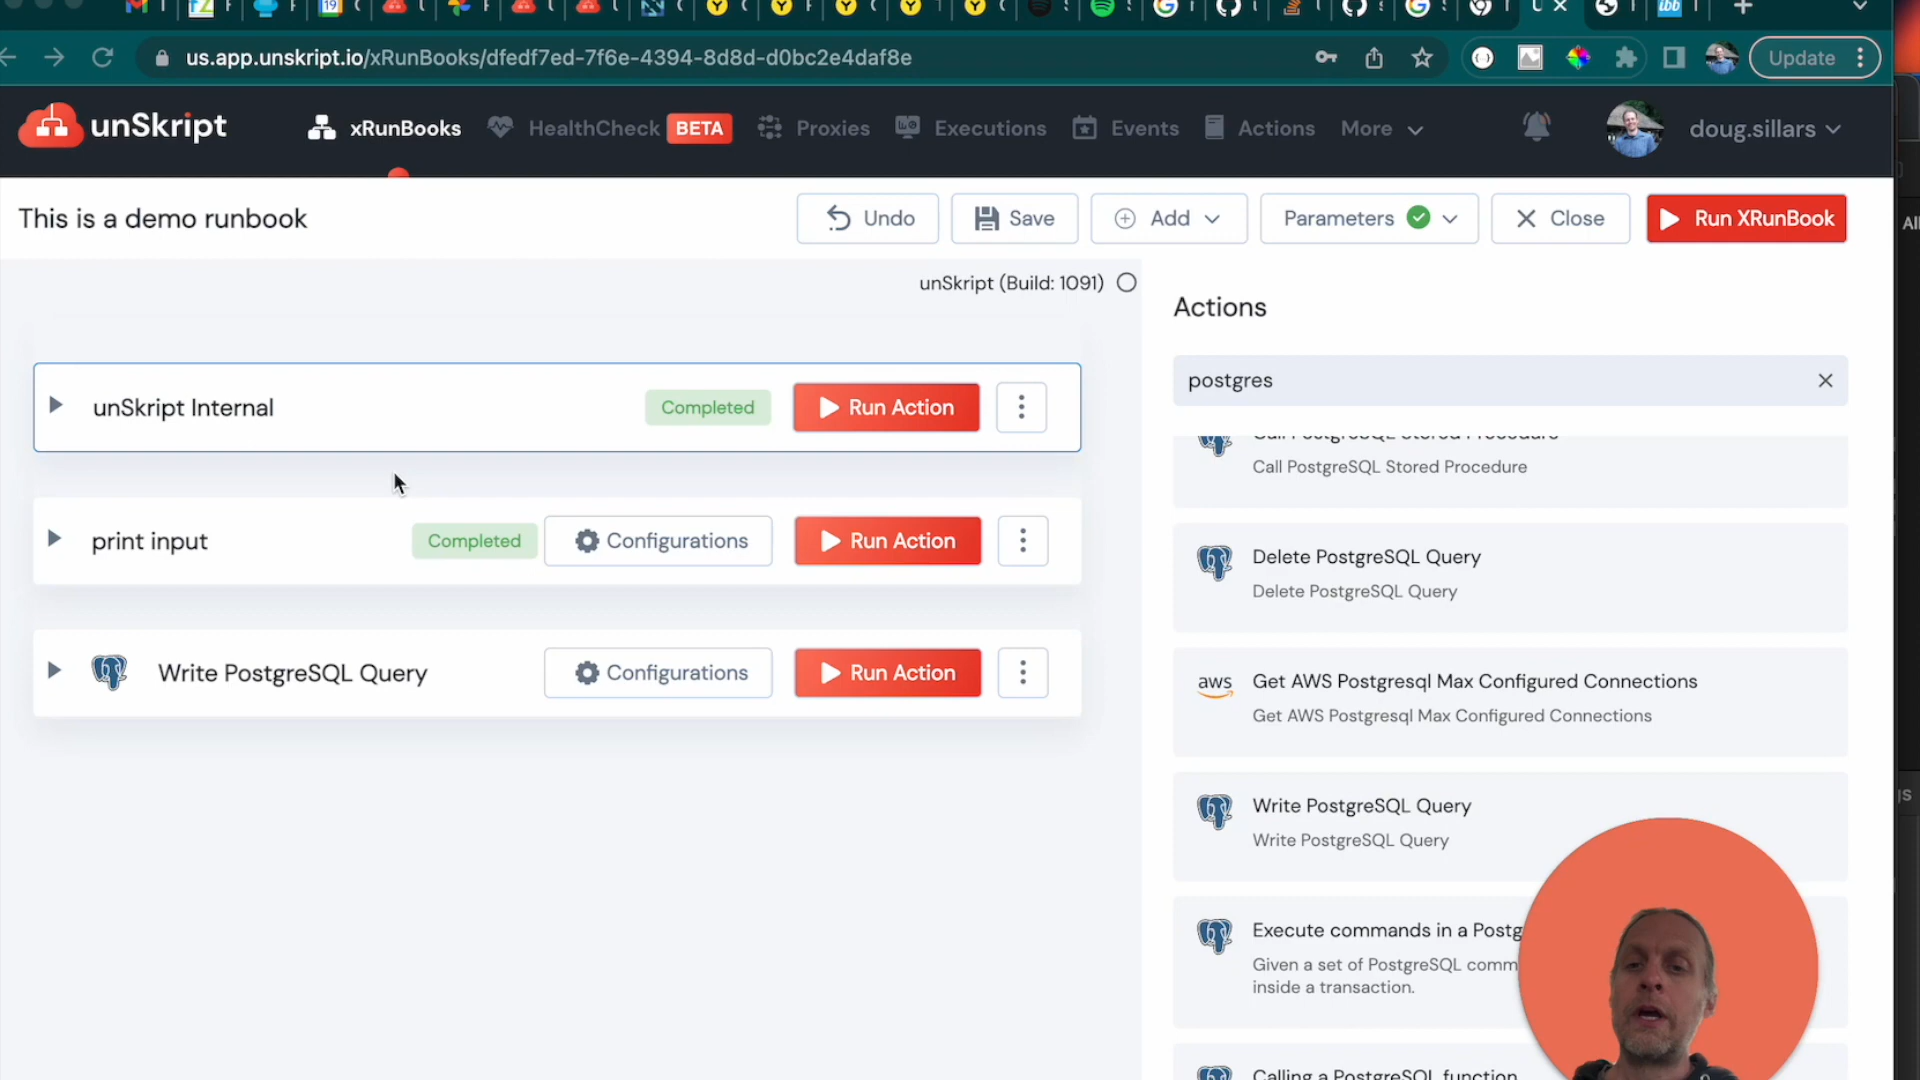 us.app.unskript.io/xRunBooks/dfedf7ed-7f6e-4394-8d8d-d0bc2e4daf8e
Update
unSkript
xRunBooks
HealthCheck
BETA
Proxies
Executions
Events
Actions
More
doug.sillars
This is a demo runbook
Undo
Save
Add
Parameters
Close
Run XRunBook
unSkript (Build: 1091)
Actions
postgres
unSkript Internal
Completed
Run Action
print input
Completed
Configurations
Run Action
Write PostgreSQL Query
Configurations
Run Action
Call PostgreSQL Stored Procedure
Call PostgreSQL Stored Procedure
Delete PostgreSQL Query
Delete PostgreSQL Query
aws
Get AWS Postgresql Max Configured Connections
Get AWS Postgresql Max Configured Connections
Write PostgreSQL Query
Write PostgreSQL Query
Execute commands in a Postg
Given a set of PostgreSQL comm
inside a transaction.
Calling a PostgreSQL function